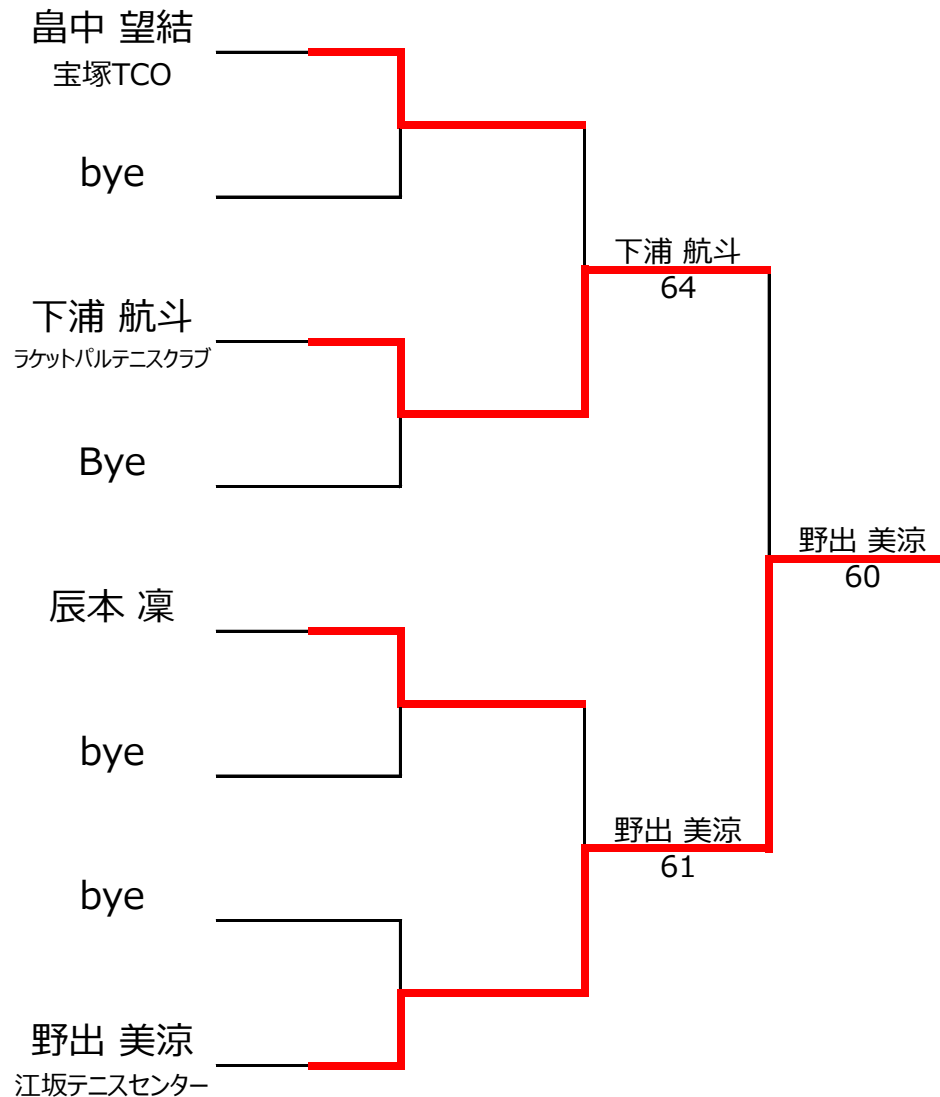 畠中 望結
宝塚TCO
bye
下浦 航斗
64
下浦 航斗
ラケットパルテニスクラブ
Bye
野出 美涼
60
辰本 凜
bye
野出 美涼
61
bye
野出 美涼
江坂テニスセンター